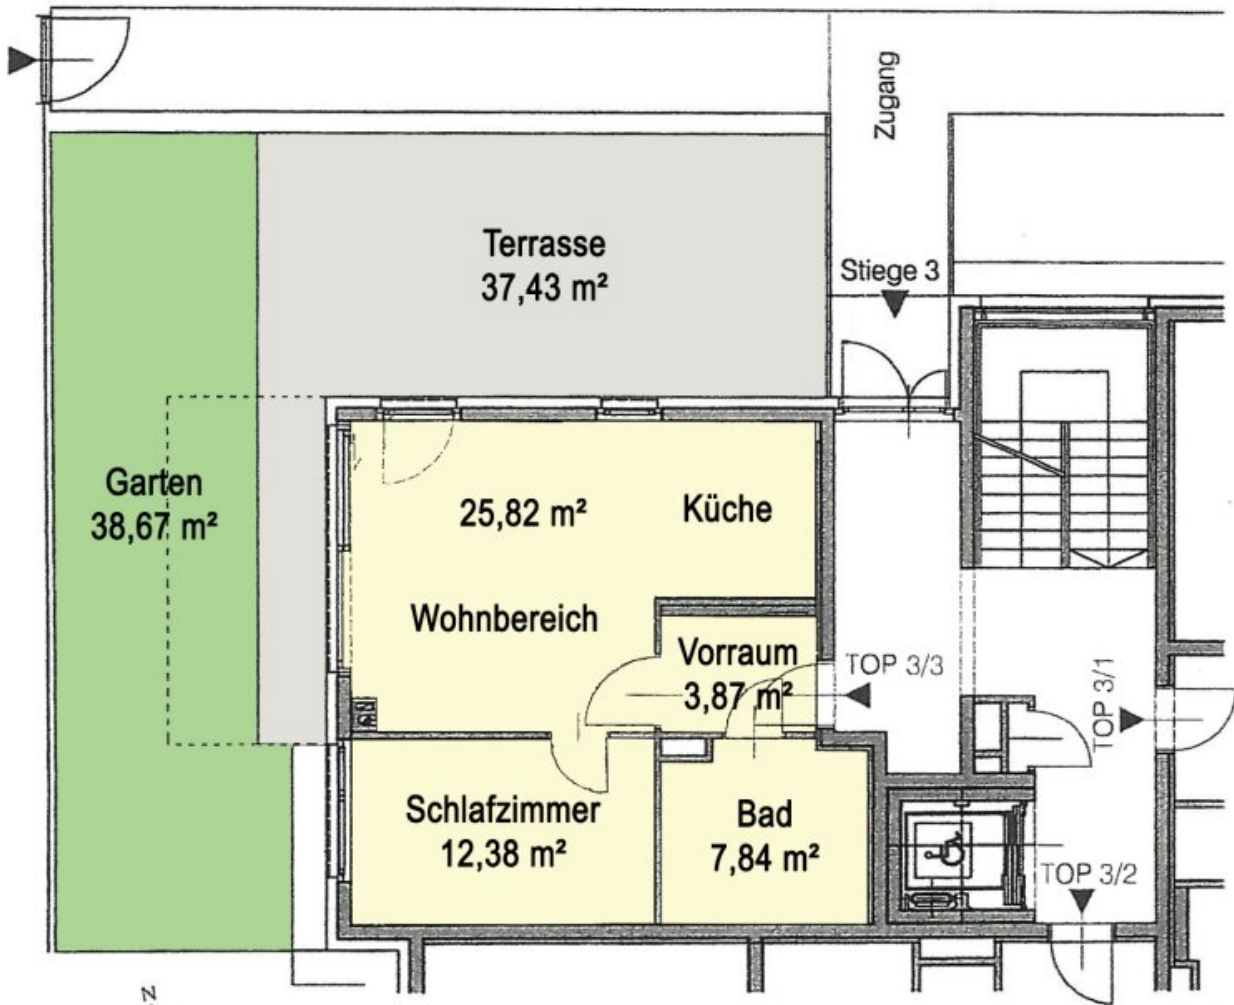 Zugang
Terrasse
37,43 m²
Stiege 3
Garten
38,67 m²
25,82 m²
Küche
Wohnbereich
Vorraum
3,87 m²
TOP 3/3
TOP 3/1
Schlafzimmer
12,38 m²
Bad
7,84 m²
TOP 3/2